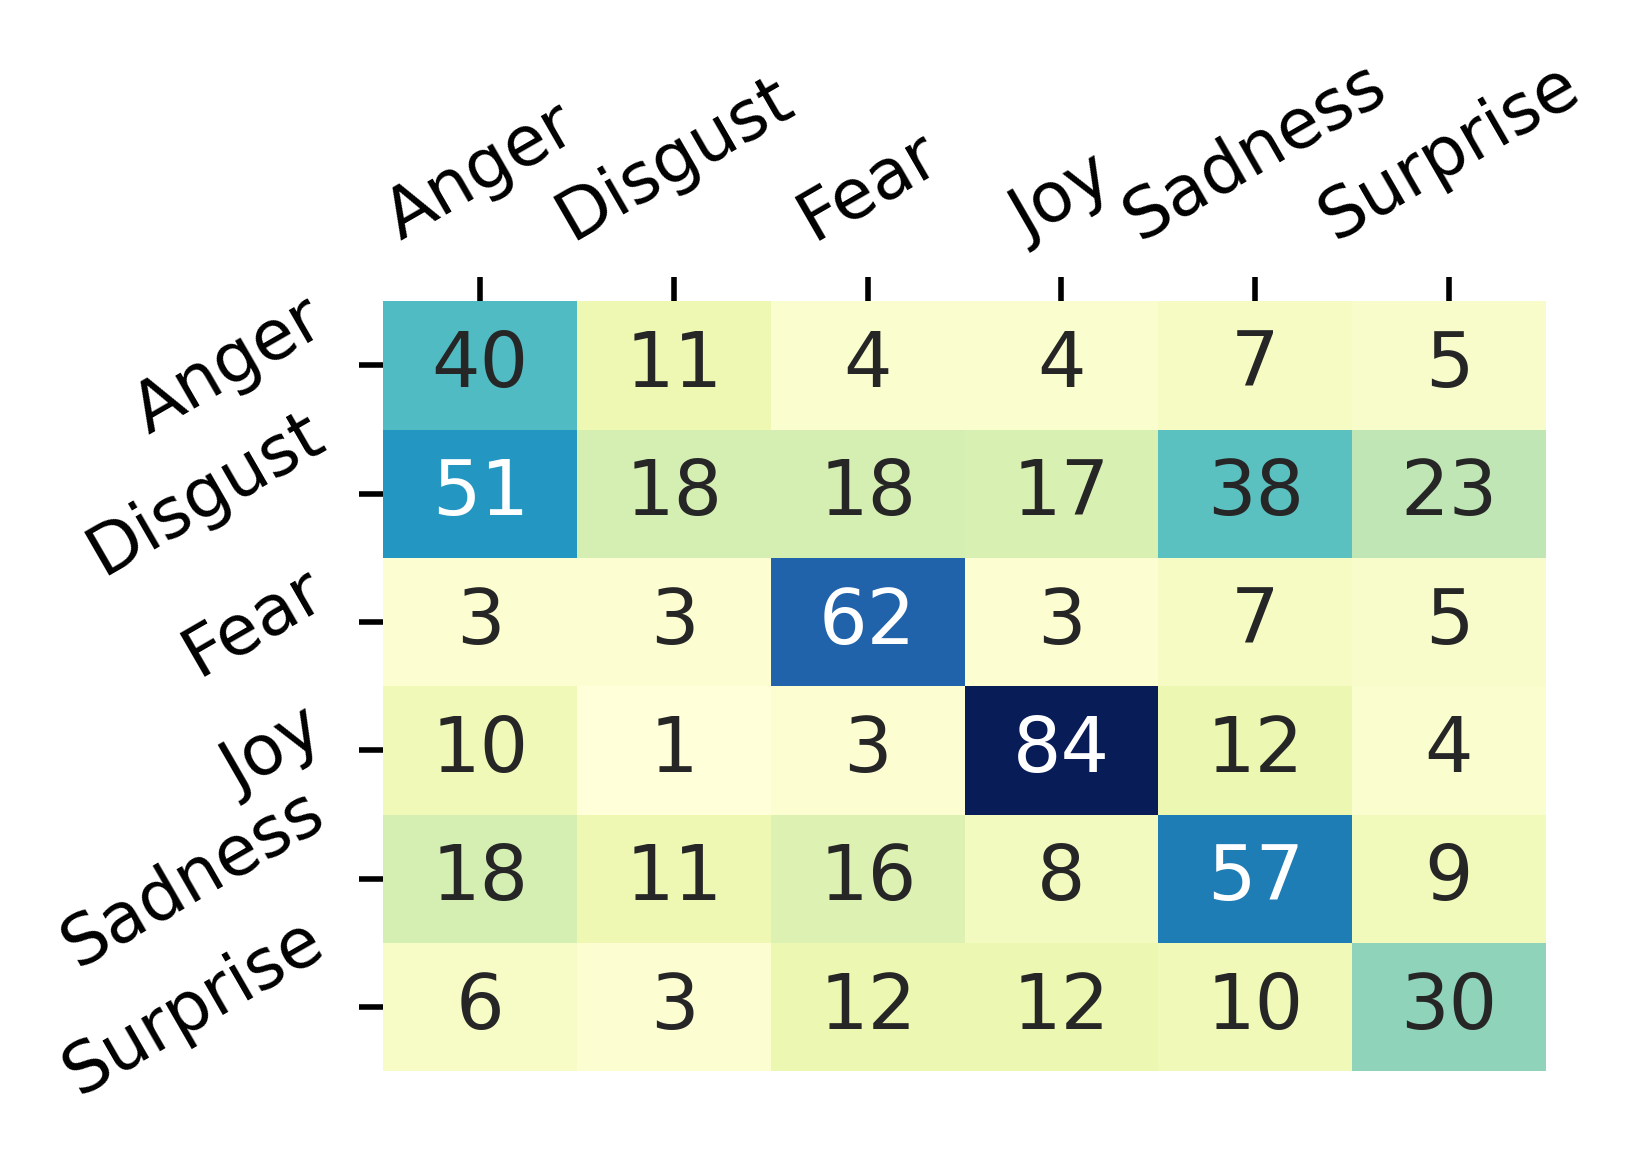 Anger Disgust Fear Joy Sadness Surprise
Anger 40 11 4 4 7 5
Disgust 51 18 18 17 38 23
Fear 3 3 62 3 7 5
Joy 10 1 3 84 12 4
Sadness 18 11 16 8 57 9
Surprise 6 3 12 12 10 30